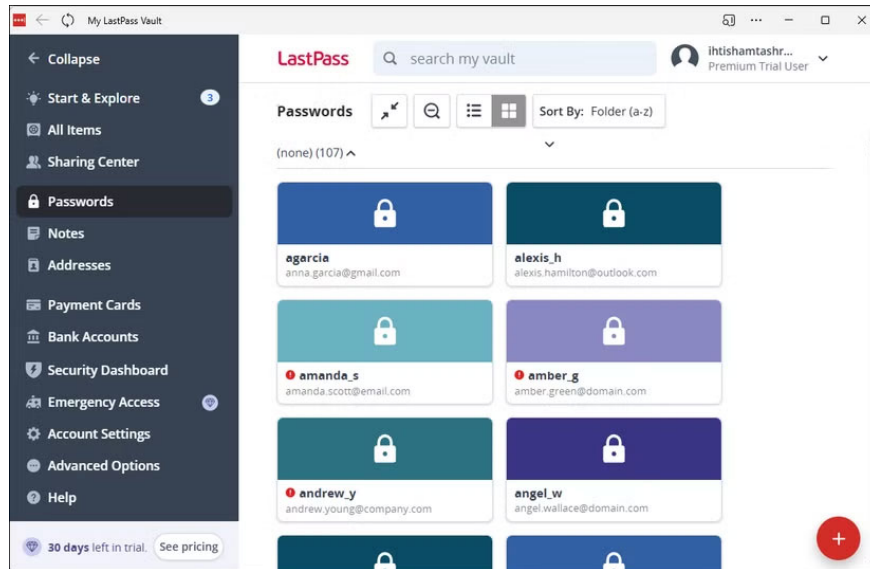 My LastPass Vault
Collapse
Start & Explore 3
All Items
Sharing Center
Passwords
Notes
Addresses
Payment Cards
Bank Accounts
Security Dashboard
Emergency Access
Account Settings
Advanced Options
Help
30 days left in trial. See pricing
LastPass search my vault
ihtishamtashr...
Premium Trial User
Passwords Sort By: Folder (a-z)
(none) (107)
agarcia
anna.garcia@gmail.com
alexis_h
alexis.hamilton@outlook.com
amanda_s
amanda.scott@email.com
amber_g
amber.green@domain.com
andrew_y
andrew.young@company.com
angel_w
angel.wallace@domain.com